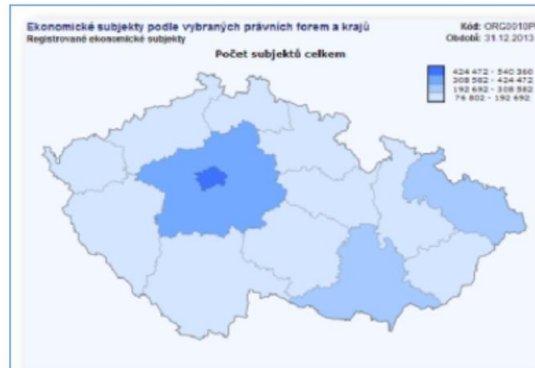 Ekonomické subjekty podle vybraných právních forem a krajů
Registrované ekonomické subjekty
Kód: ORG0010P
Období: 31.12.2013
Počet subjektů celkem
424 472 - 540 360
308 582 - 424 472
192 692 - 308 582
76 802 - 192 692